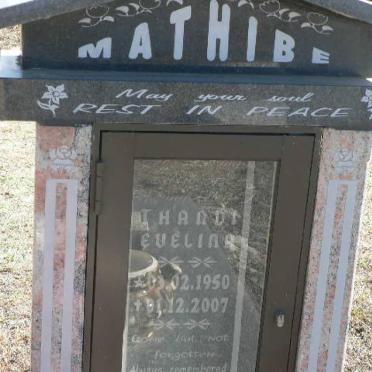 MATHIBE
May your soul
REST IN PEACE
THANDI
EVELINA
.02.1950
.12.2007
Gone but not
forgotten
Always remembered